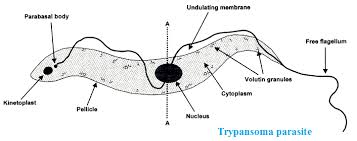 Parabasal body
A
Undulating membrane
Free flagellum
Kinetoplast
Pellicle
A
Nucleus
Cytoplasm
Volutin granules
Trypansoma parasite